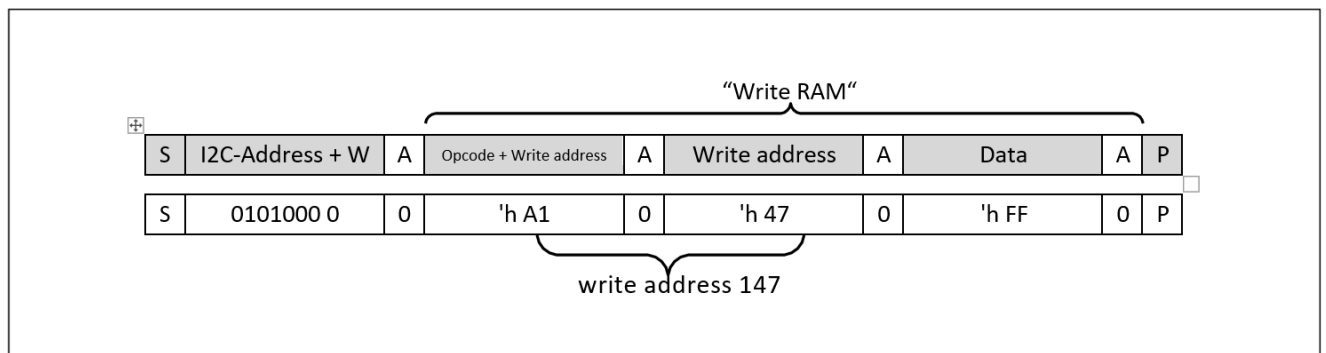 “Write RAM“
S I2C-Address + W A Opcode + Write address A Write address A Data A P
S 0101000 0 0 'h A1 0 'h 47 0 'h FF 0 P
write address 147